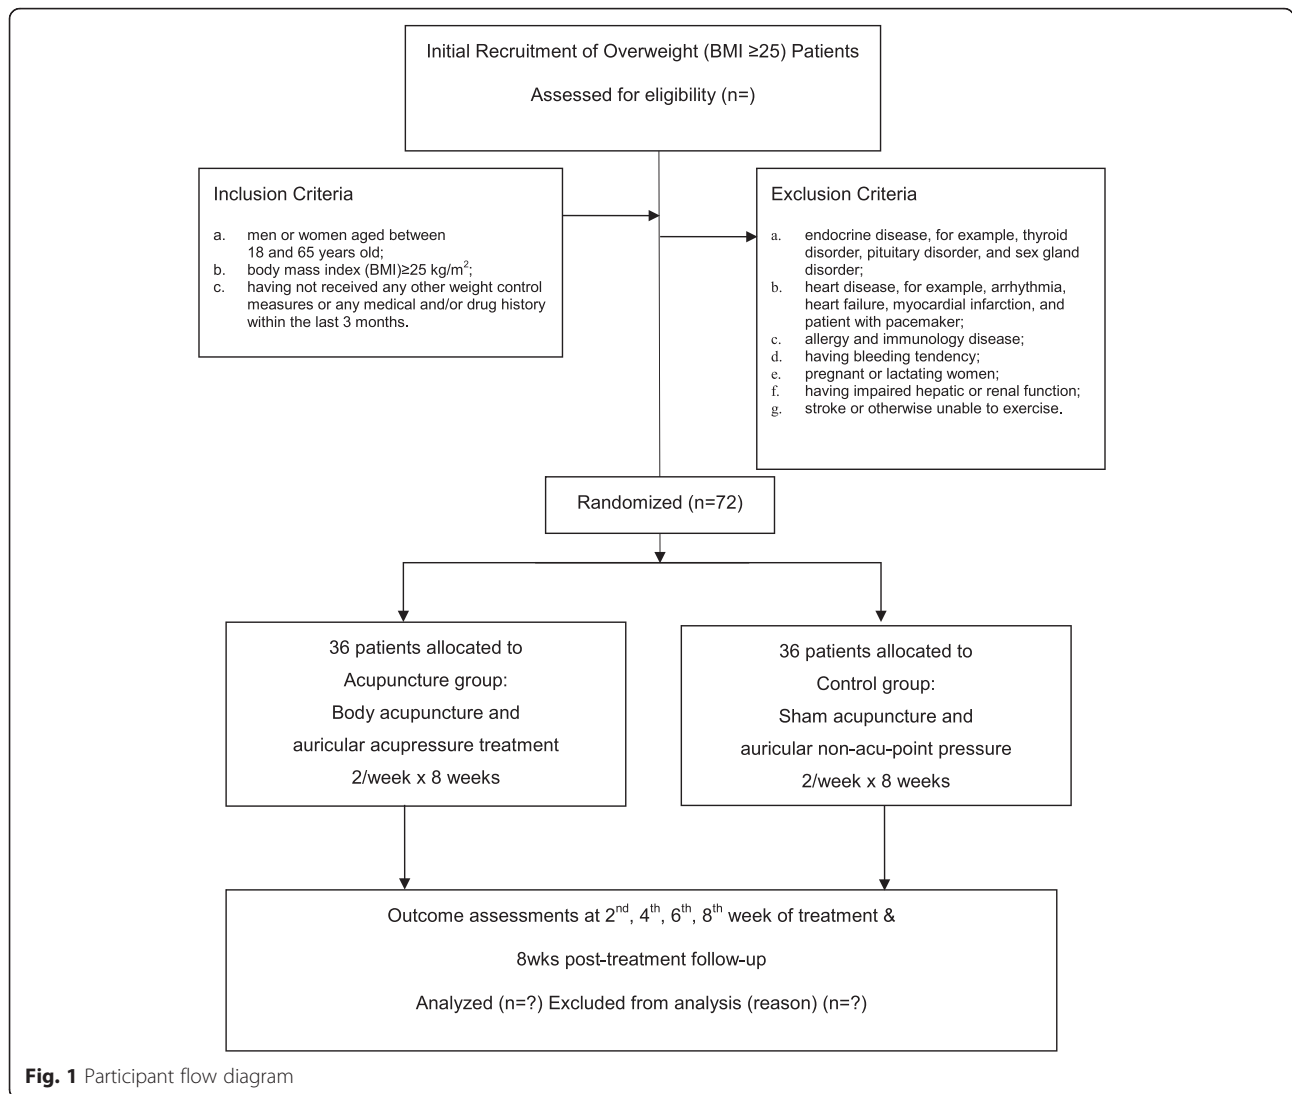 Initial Recruitment of Overweight (BMI ≥25) Patients
Assessed for eligibility (n=)
Inclusion Criteria
a. men or women aged between
18 and 65 years old;
b. body mass index (BMI)≥25 kg/m²;
c. having not received any other weight control
measures or any medical and/or drug history
within the last 3 months.
Exclusion Criteria
a. endocrine disease, for example, thyroid
disorder, pituitary disorder, and sex gland
disorder;
b. heart disease, for example, arrhythmia,
heart failure, myocardial infarction, and
patient with pacemaker;
c. allergy and immunology disease;
d. having bleeding tendency;
e. pregnant or lactating women;
f. having impaired hepatic or renal function;
g. stroke or otherwise unable to exercise.
Randomized (n=72)
36 patients allocated to
Acupuncture group:
Body acupuncture and
auricular acupressure treatment
2/week x 8 weeks
36 patients allocated to
Control group:
Sham acupuncture and
auricular non-acu-point pressure
2/week x 8 weeks
Outcome assessments at 2nd, 4th, 6th, 8th week of treatment &
8wks post-treatment follow-up
Analyzed (n=?) Excluded from analysis (reason) (n=?)
Fig. 1 Participant flow diagram